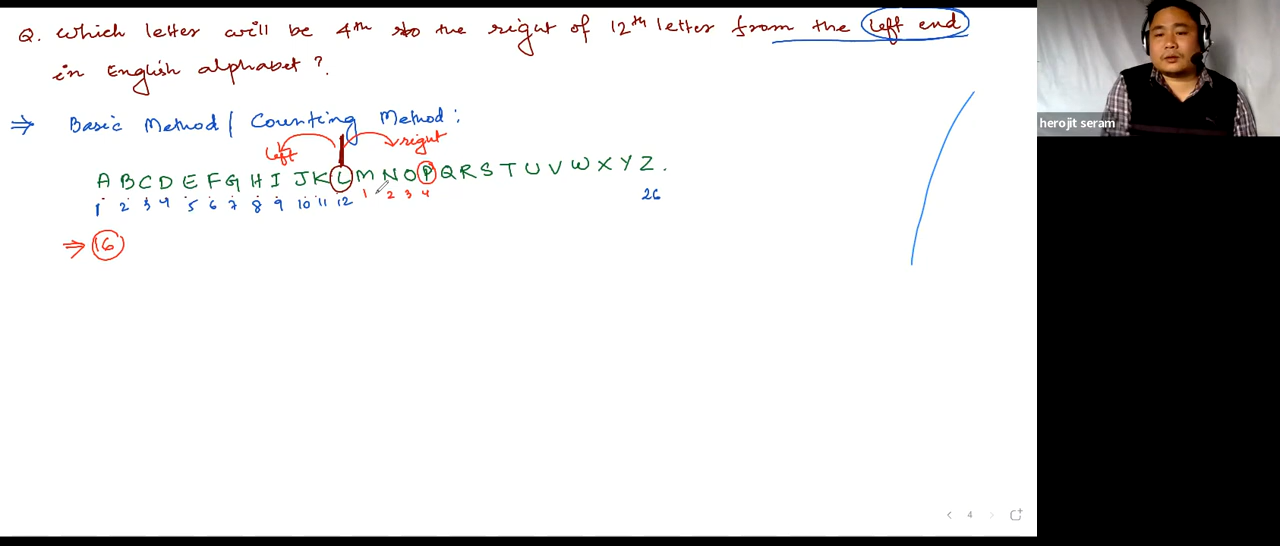 Q. Which letter will be 4th to the right of 12th letter from the left end
in English alphabet?
⇒ Basic Method / Counting Method:
left right
A B C D E F G H I J K L M N O P Q R S T U V W X Y Z.
1 2 3 4 5 6 7 8 9 10 11 12 1 2 3 4 26
⇒ 16
herojit seram
4